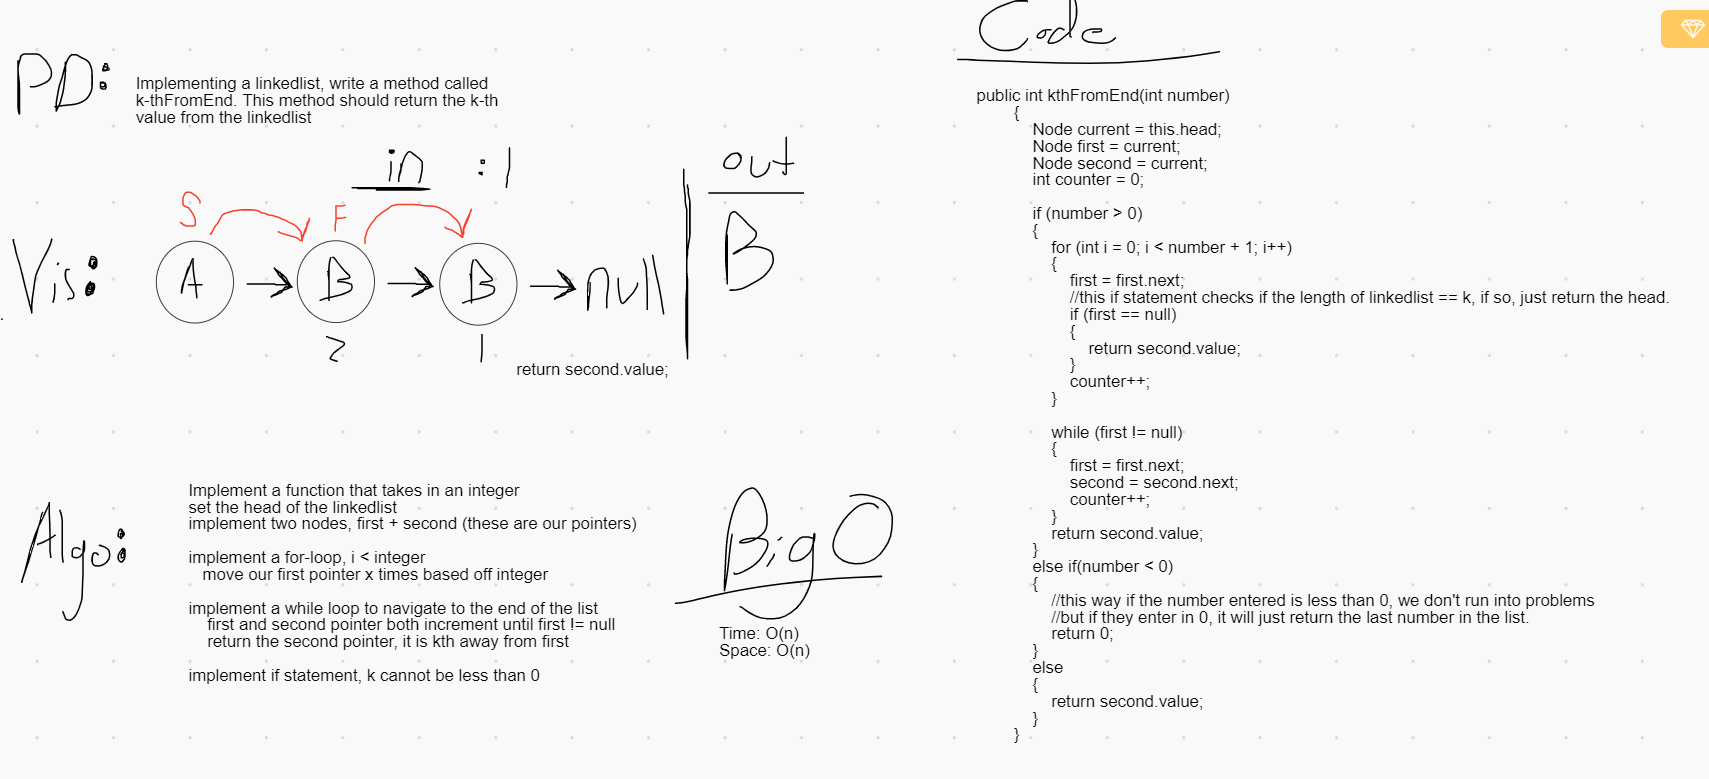 PD:
Implementing a linkedlist, write a method called
k-thFromEnd. This method should return the k-th
value from the linkedlist
in :1
out
S F
Vis:
A B B null
B
2 1
return second.value;
Algo:
Implement a function that takes in an integer
set the head of the linkedlist
implement two nodes, first + second (these are our pointers)
implement a for-loop, i < integer
move our first pointer x times based off integer
implement a while loop to navigate to the end of the list
first and second pointer both increment until first != null
return the second pointer, it is kth away from first
implement if statement, k cannot be less than 0
Big O
Time: O(n)
Space: O(n)
Code
public int kthFromEnd(int number)
{
Node current = this.head;
Node first = current;
Node second = current;
int counter = 0;
if (number > 0)
{
for (int i = 0; i < number + 1; i++)
{
first = first.next;
//this if statement checks if the length of linkedlist == k, if so, just return the head.
if (first == null)
{
return second.value;
}
counter++;
}
while (first != null)
{
first = first.next;
second = second.next;
counter++;
}
return second.value;
}
else if(number < 0)
{
//this way if the number entered is less than 0, we don't run into problems
//but if they enter in 0, it will just return the last number in the list.
return 0;
}
else
{
return second.value;
}
}